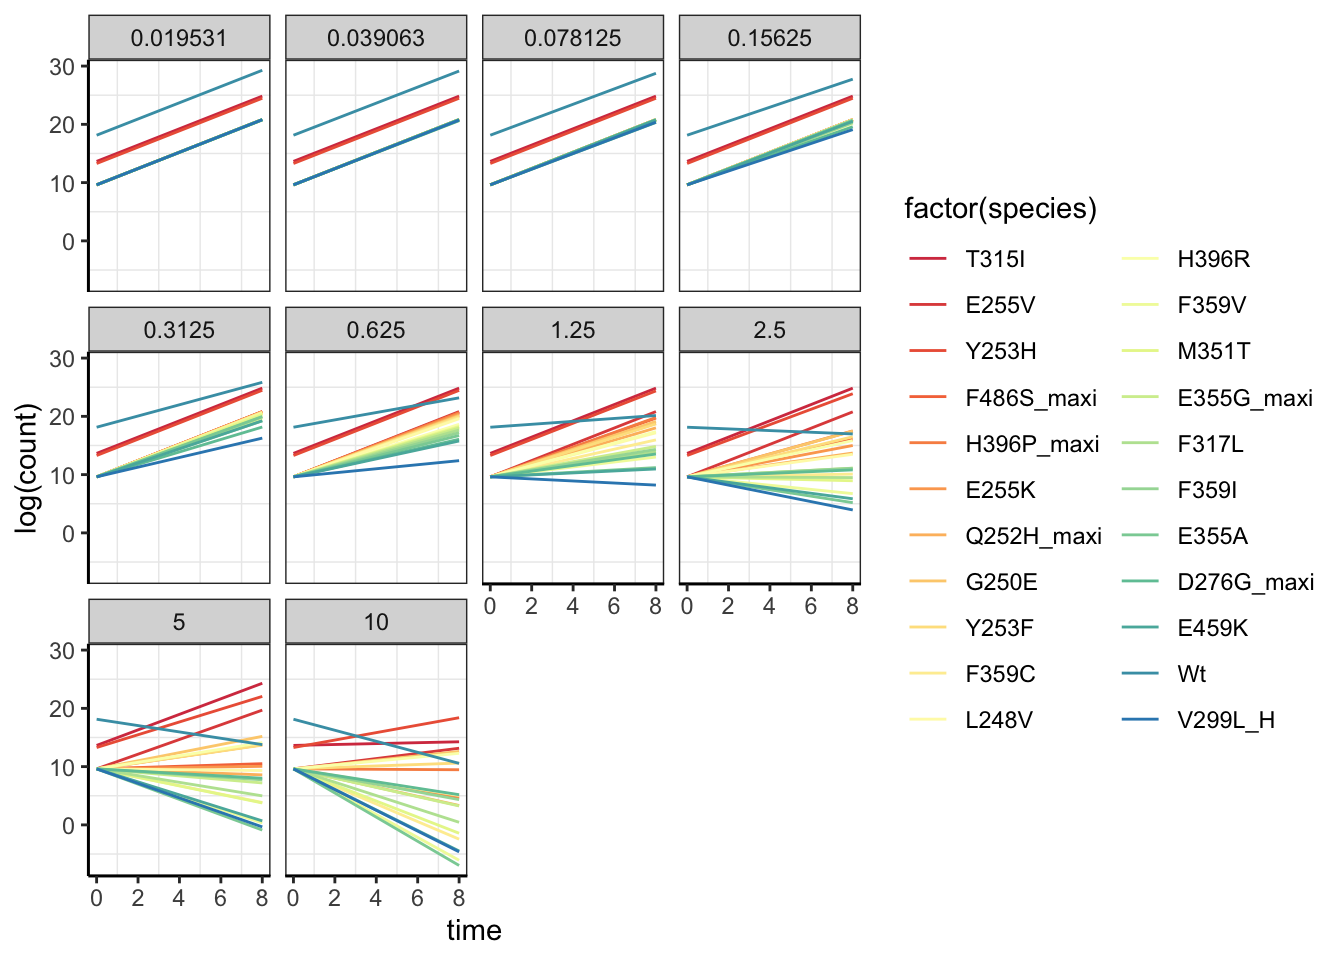 0.019531 0.039063 0.078125 0.15625
30
20
10
0
0.3125 0.625 1.25 2.5
30
20
10
0
0 2 4 6 8 0 2 4 6 8
5 10
30
20
10
0
0 2 4 6 8 0 2 4 6 8
time
log(count)
factor(species)
T315I H396R
E255V F359V
Y253H M351T
F486S_maxi E355G_maxi
H396P_maxi F317L
E255K F359I
Q252H_maxi E355A
G250E D276G_maxi
Y253F E459K
F359C Wt
L248V V299L_H